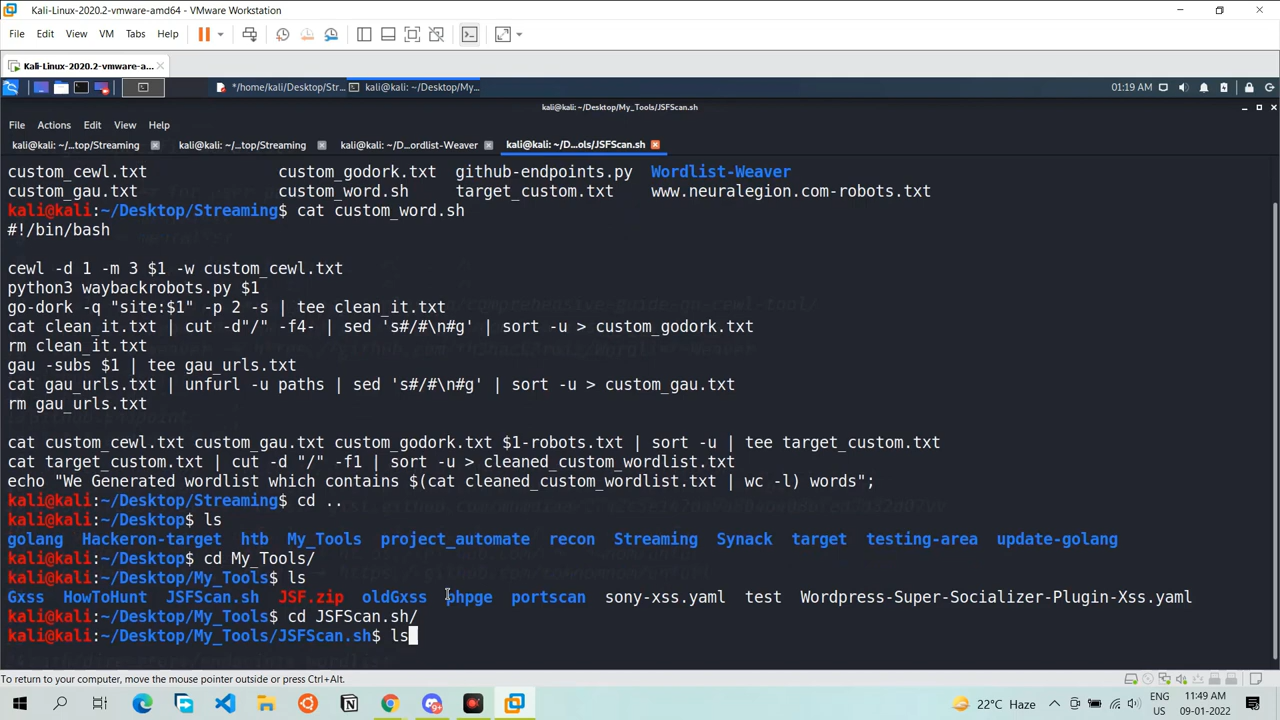 Kali-Linux-2020.2-vmware-amd64 - VMware Workstation
File Edit View VM Tabs Help
Kali-Linux-2020.2-vmware-a...
*/home/kali/Desktop/Str... kali@kali: ~/Desktop/My... 01:19 AM
kali@kali: ~/Desktop/My_Tools/JSFScan.sh
File Actions Edit View Help
kali@kali: ~/...top/Streaming kali@kali: ~/...top/Streaming kali@kali: ~/D...ordlist-Weaver kali@kali: ~/D...ols/JSFScan.sh
custom_cewl.txt custom_godork.txt github-endpoints.py Wordlist-Weaver
custom_gau.txt custom_word.sh target_custom.txt www.neuralegion.com-robots.txt
kali@kali:~/Desktop/Streaming$ cat custom_word.sh
#!/bin/bash
cewl -d 1 -m 3 $1 -w custom_cewl.txt
python3 waybackrobots.py $1
go-dork -q "site:$1" -p 2 -s | tee clean_it.txt
cat clean_it.txt | cut -d"/" -f4- | sed 's#/#\n#g' | sort -u > custom_godork.txt
rm clean_it.txt
gau -subs $1 | tee gau_urls.txt
cat gau_urls.txt | unfurl -u paths | sed 's#/#\n#g' | sort -u > custom_gau.txt
rm gau_urls.txt
cat custom_cewl.txt custom_gau.txt custom_godork.txt $1-robots.txt | sort -u | tee target_custom.txt
cat target_custom.txt | cut -d "/" -f1 | sort -u > cleaned_custom_wordlist.txt
echo "We Generated wordlist which contains $(cat cleaned_custom_wordlist.txt | wc -l) words";
kali@kali:~/Desktop/Streaming$ cd ..
kali@kali:~/Desktop$ ls
golang Hackeron-target htb My_Tools project_automate recon Streaming Synack target testing-area update-golang
kali@kali:~/Desktop$ cd My_Tools/
kali@kali:~/Desktop/My_Tools$ ls
Gxss HowToHunt JSFScan.sh JSF.zip oldGxss phpge portscan sony-xss.yaml test Wordpress-Super-Socializer-Plugin-Xss.yaml
kali@kali:~/Desktop/My_Tools$ cd JSFScan.sh/
kali@kali:~/Desktop/My_Tools/JSFScan.sh$ ls
To return to your computer, move the mouse pointer outside or press Ctrl+Alt.
22°C Haze
ENG
US
11:49 AM
09-01-2022